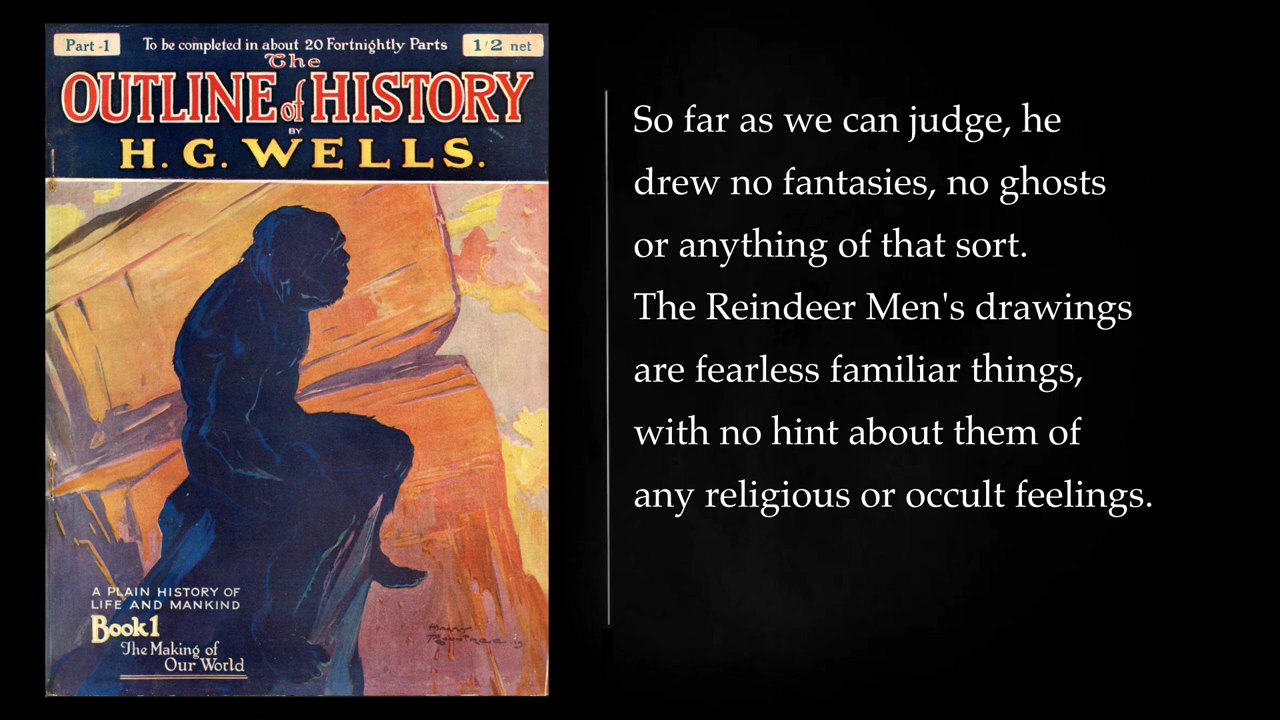 Part -1
To be completed in about 20 Fortnightly Parts
1/2 net
The
OUTLINE of HISTORY
BY
H. G. WELLS.
A PLAIN HISTORY OF
LIFE AND MANKIND
Book 1
The Making of
Our World
So far as we can judge, he
drew no fantasies, no ghosts
or anything of that sort.
The Reindeer Men's drawings
are fearless familiar things,
with no hint about them of
any religious or occult feelings.